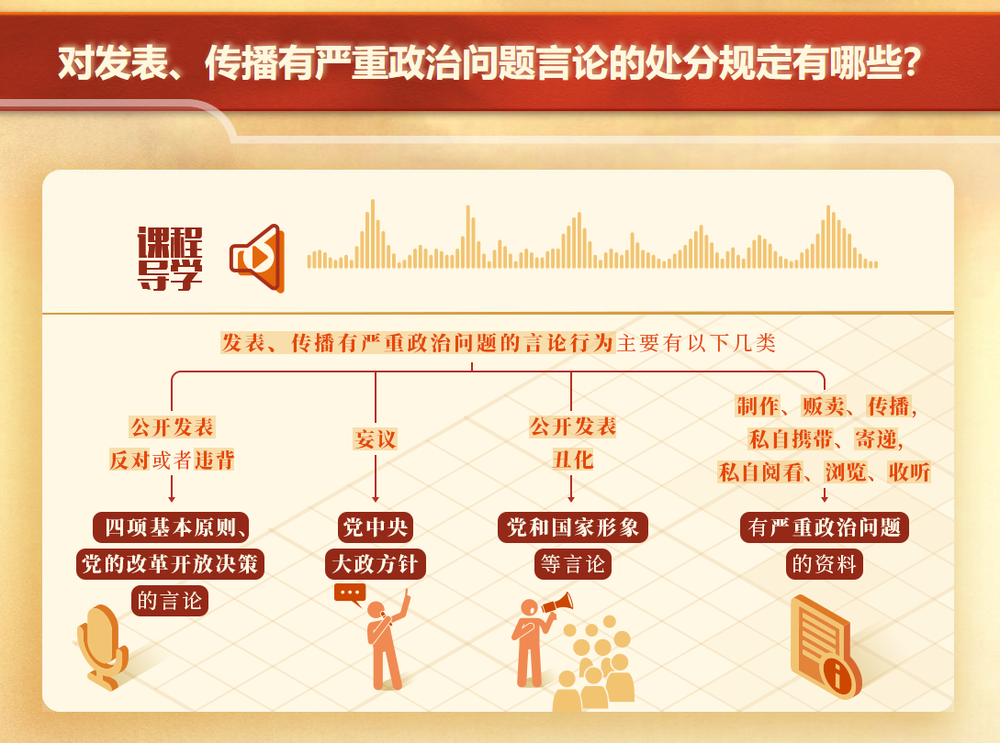 对发表、传播有严重政治问题言论的处分规定有哪些？
课程
导学
发表、传播有严重政治问题的言论行为主要有以下几类
公开发表
反对或者违背
四项基本原则、
党的改革开放决策
的言论
妄议
党中央
大政方针
公开发表
丑化
党和国家形象
等言论
制作、贩卖、传播，
私自携带、寄递，
私自阅看、浏览、收听
有严重政治问题
的资料